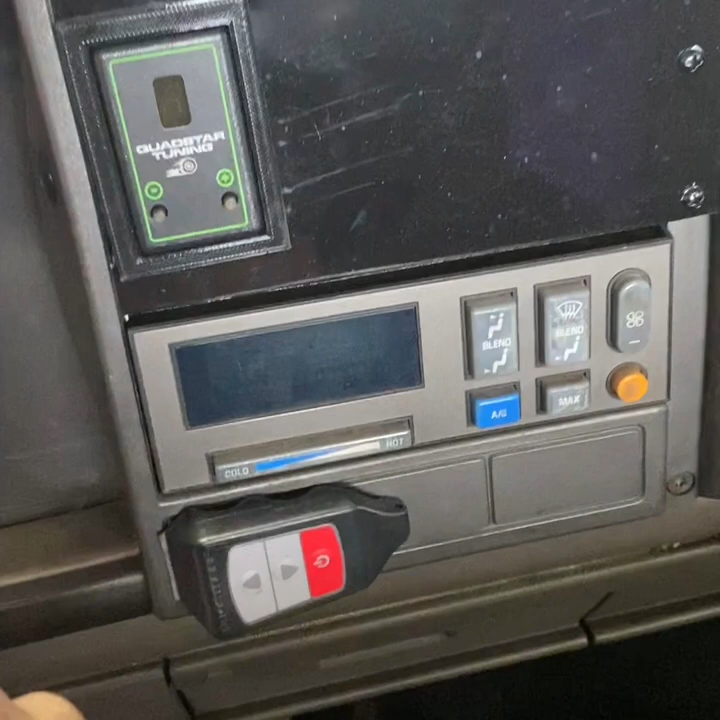 QUADSTAR
TUNING
BLEND
BLEND
A/C
MAX
COLD
HOT